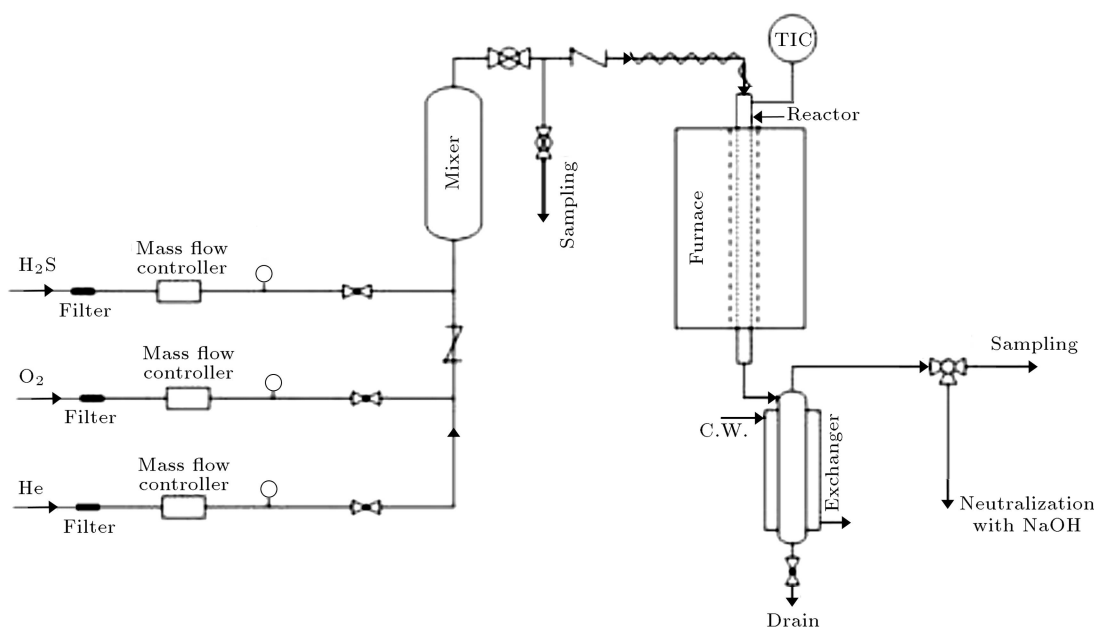 TIC
Reactor
Mixer
Sampling
Furnace
Mass flow
controller
H₂S
Filter
Mass flow
controller
O₂
Filter
Sampling
C.W.
Exchanger
Mass flow
controller
He
Filter
Neutralization
with NaOH
Drain